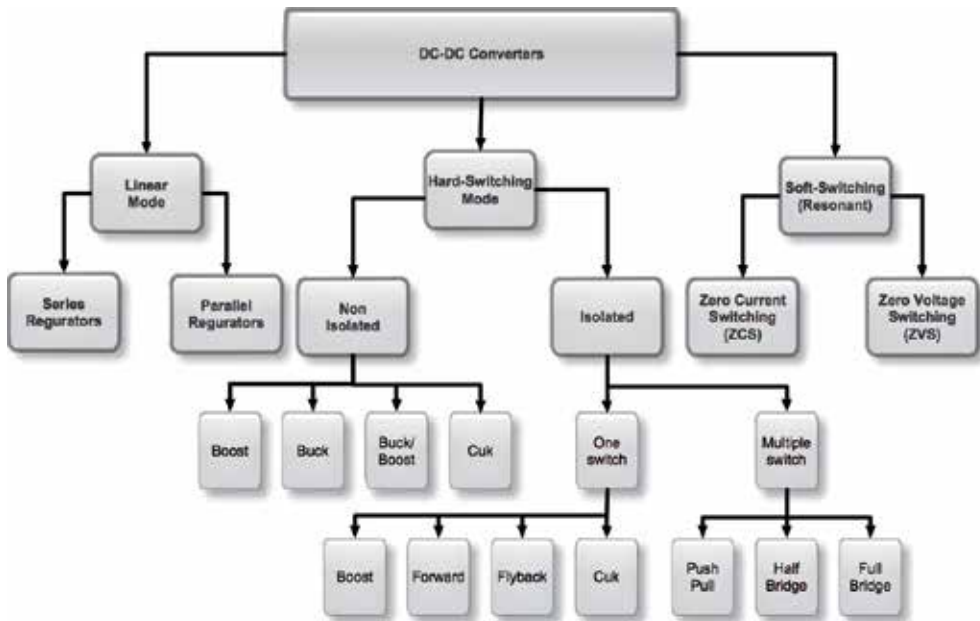 DC-DC Converters
Linear
Mode
Hard-Switching
Mode
Soft-Switching
(Resonant)
Series
Regurators
Parallel
Regurators
Non
Isolated
Isolated
Zero Current
Switching
(ZCS)
Zero Voltage
Switching
(ZVS)
Boost
Buck
Buck/
Boost
Cuk
One
switch
Multiple
switch
Boost
Forward
Flyback
Cuk
Push
Pull
Half
Bridge
Full
Bridge